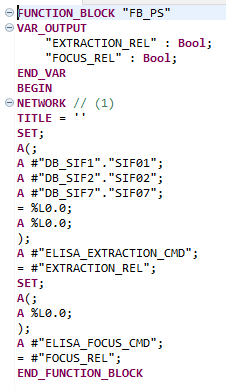 FUNCTION_BLOCK "FB_PS"
VAR_OUTPUT
"EXTRACTION_REL" : Bool;
"FOCUS_REL" : Bool;
END_VAR
BEGIN
NETWORK // (1)
TITLE = ''
SET;
A(;
A #"DB_SIF1"."SIF01";
A #"DB_SIF2"."SIF02";
A #"DB_SIF7"."SIF07";
= %L0.0;
A %L0.0;
);
A #"ELISA_EXTRACTION_CMD";
= #"EXTRACTION_REL";
SET;
A(;
A %L0.0;
);
A #"ELISA_FOCUS_CMD";
= #"FOCUS_REL";
END_FUNCTION_BLOCK